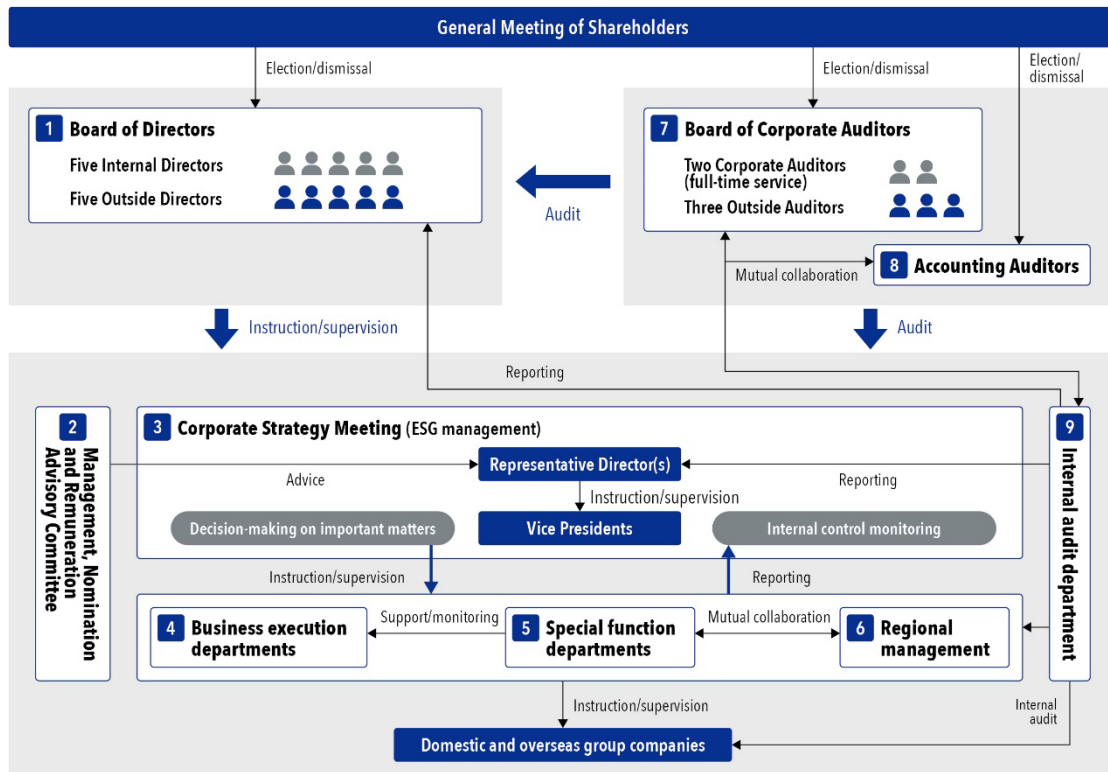 General Meeting of Shareholders
Election/dismissal
Election/dismissal
Election/
dismissal
1 Board of Directors
Five Internal Directors
Five Outside Directors
Audit
7 Board of Corporate Auditors
Two Corporate Auditors
(full-time service)
Three Outside Auditors
Mutual collaboration
8 Accounting Auditors
Instruction/supervision
Audit
Reporting
2
Management, Nomination
and Remuneration
Advisory Committee
3 Corporate Strategy Meeting (ESG management)
Representative Director(s)
Advice
Reporting
Instruction/supervision
Decision-making on important matters
Vice Presidents
Internal control monitoring
9
Internal audit department
Instruction/supervision
Reporting
4 Business execution
departments
Support/monitoring
5 Special function
departments
Mutual collaboration
6 Regional
management
Instruction/supervision
Internal
audit
Domestic and overseas group companies